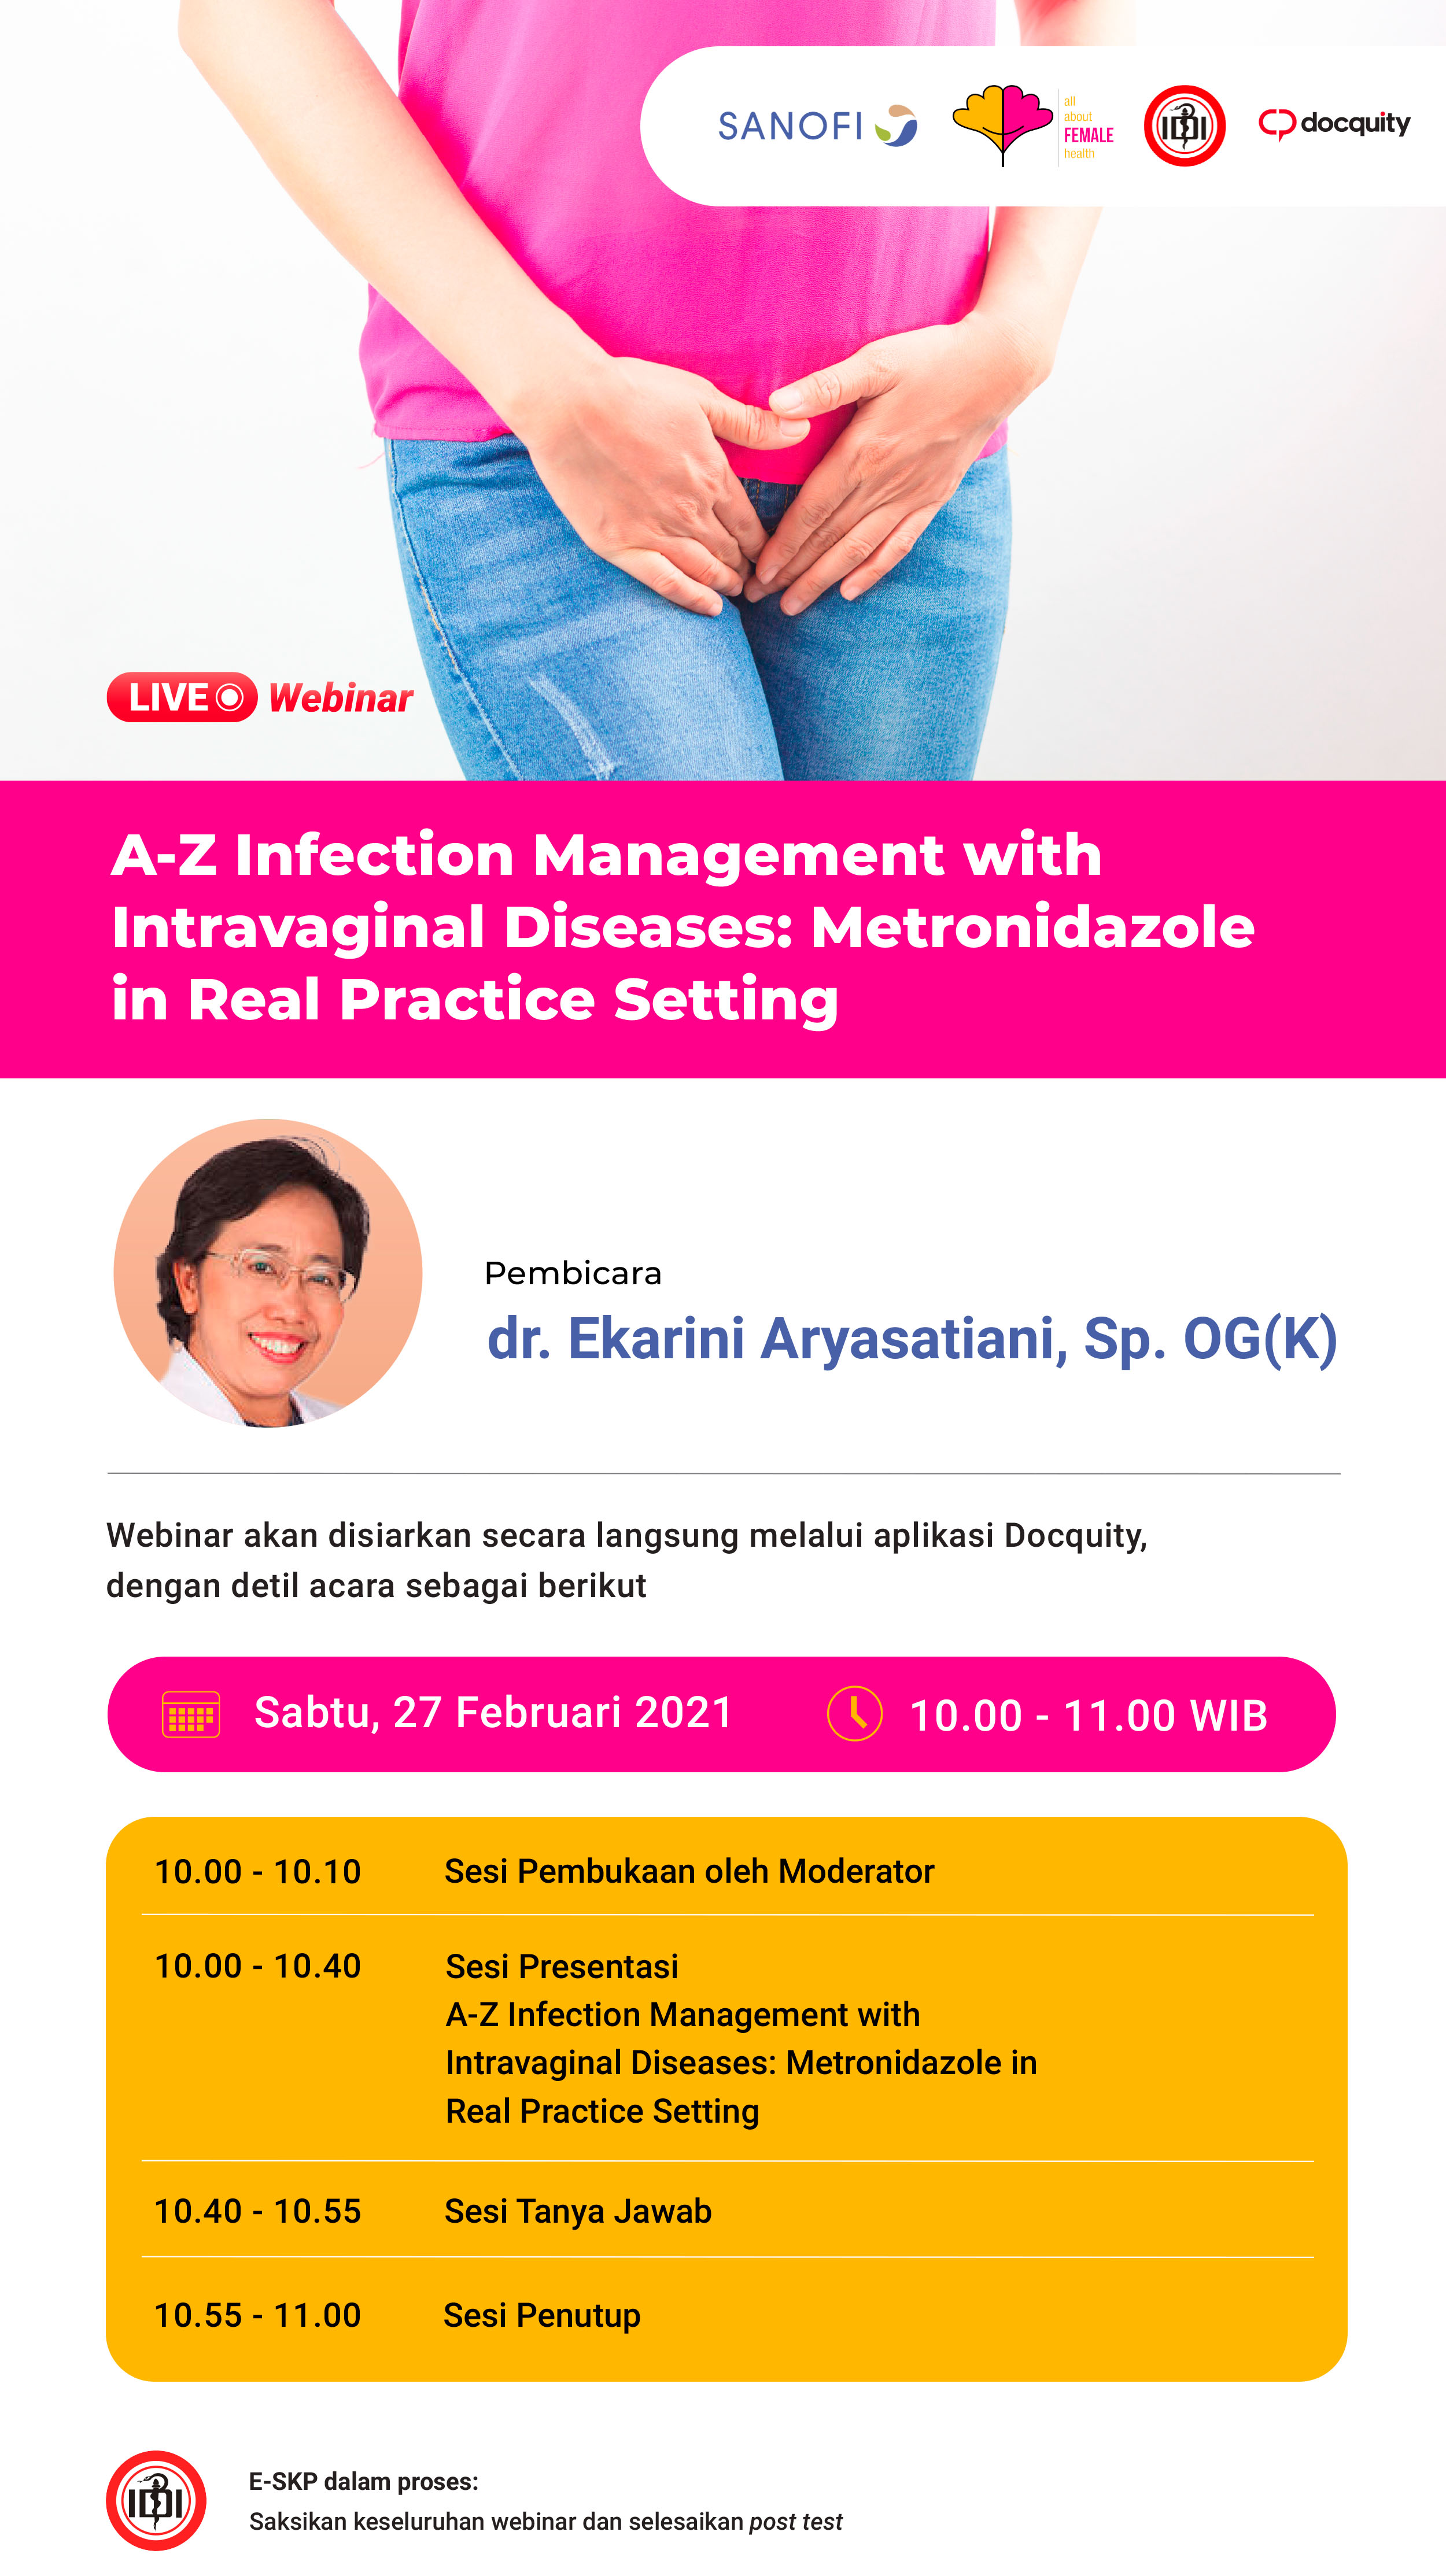 SANOFI
all
about
FEMALE
health
IDI
docquity
LIVE Webinar
A-Z Infection Management with
Intravaginal Diseases: Metronidazole
in Real Practice Setting
Pembicara
dr. Ekarini Aryasatiani, Sp. OG(K)
Webinar akan disiarkan secara langsung melalui aplikasi Docquity,
dengan detil acara sebagai berikut
Sabtu, 27 Februari 2021 10.00 - 11.00 WIB
10.00 - 10.10 Sesi Pembukaan oleh Moderator
10.00 - 10.40 Sesi Presentasi
A-Z Infection Management with
Intravaginal Diseases: Metronidazole in
Real Practice Setting
10.40 - 10.55 Sesi Tanya Jawab
10.55 - 11.00 Sesi Penutup
IDI
E-SKP dalam proses:
Saksikan keseluruhan webinar dan selesaikan post test